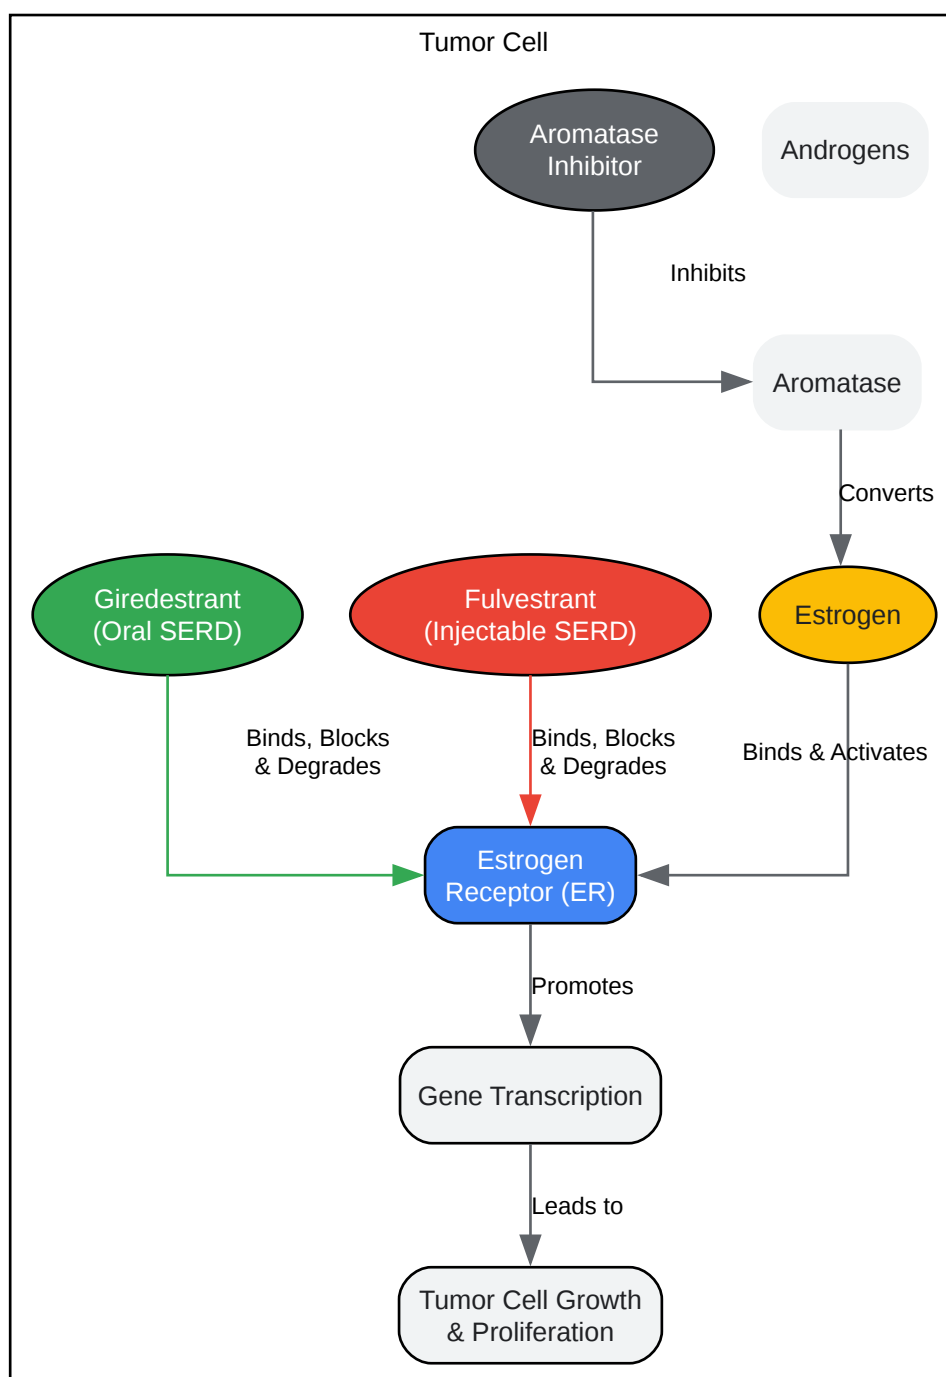 Tumor Cell
Aromatase
Inhibitor
Androgens
Inhibits
Aromatase
Converts
Giredestrant
(Oral SERD)
Fulvestrant
(Injectable SERD)
Estrogen
Binds, Blocks
& Degrades
Binds, Blocks
& Degrades
Binds & Activates
Estrogen
Receptor (ER)
Promotes
Gene Transcription
Leads to
Tumor Cell Growth
& Proliferation